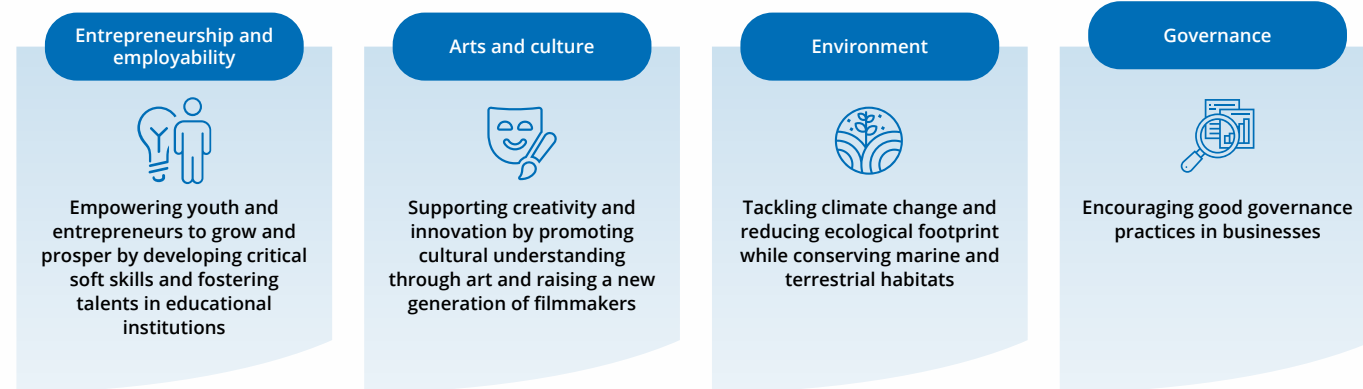 Entrepreneurship and
employability
Empowering youth and
entrepreneurs to grow and
prosper by developing critical
soft skills and fostering
talents in educational
institutions
Arts and culture
Supporting creativity and
innovation by promoting
cultural understanding
through art and raising a new
generation of filmmakers
Environment
Tackling climate change and
reducing ecological footprint
while conserving marine and
terrestrial habitats
Governance
Encouraging good governance
practices in businesses